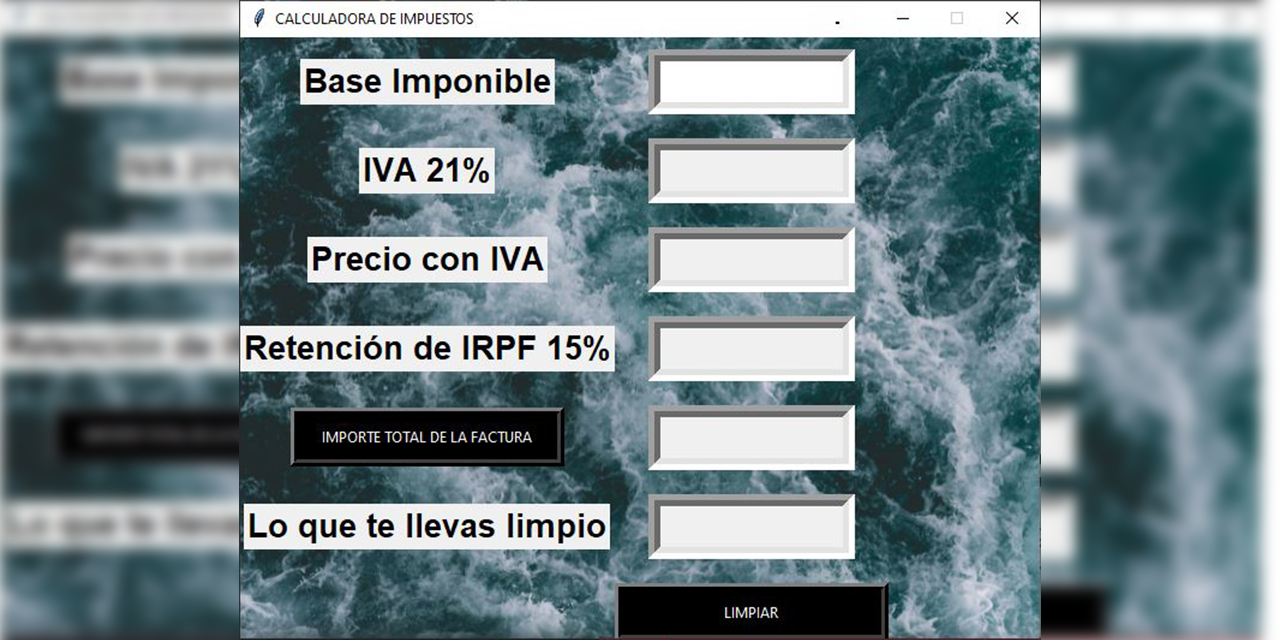 CALCULADORA DE IMPUESTOS
Base Imponible
IVA 21%
Precio con IVA
Retención de IRPF 15%
IMPORTE TOTAL DE LA FACTURA
Lo que te llevas limpio
LIMPIAR